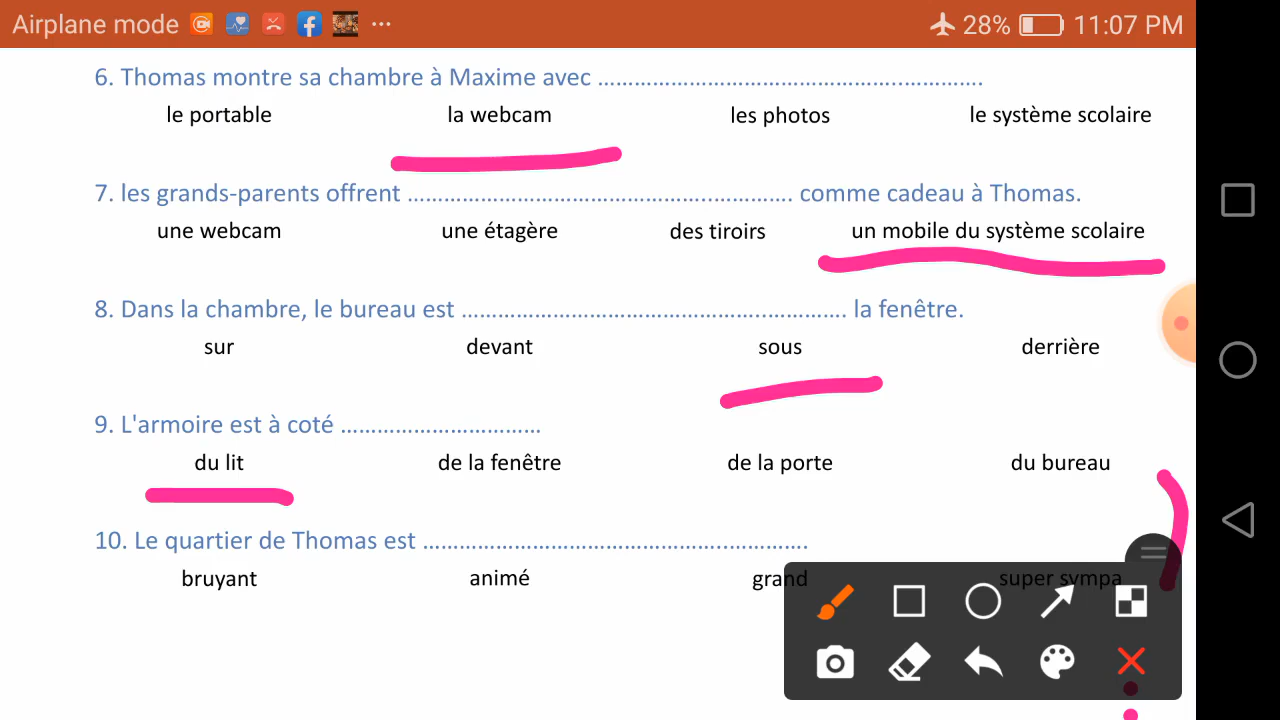 Airplane mode ... 28% 11:07 PM
6. Thomas montre sa chambre à Maxime avec ……………………………………………..…………….
le portable la webcam les photos le système scolaire
7. les grands-parents offrent …………………………………………..…………. comme cadeau à Thomas.
une webcam une étagère des tiroirs un mobile du système scolaire
8. Dans la chambre, le bureau est …………………………………………..…………. la fenêtre.
sur devant sous derrière
9. L'armoire est à coté ……………………………
du lit de la fenêtre de la porte du bureau
10. Le quartier de Thomas est …………………………………………..………….
bruyant animé grand super sympa